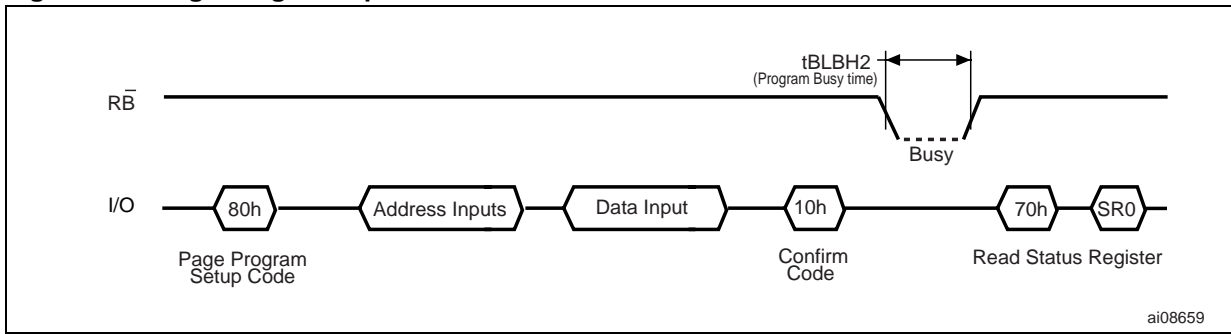 tBLBH2
(Program Busy time)
RB̅
Busy
I/O
80h
Address Inputs
Data Input
10h
70h
SR0
Page Program
Setup Code
Confirm
Code
Read Status Register
ai08659